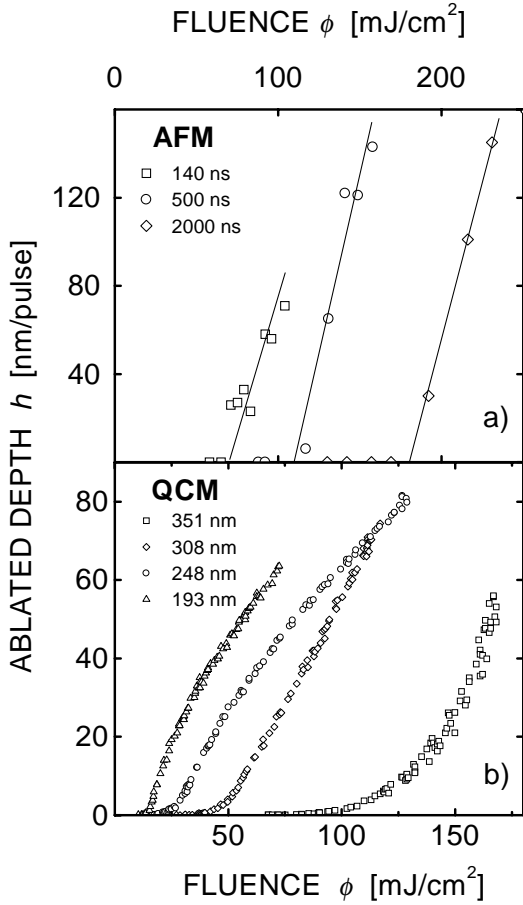 FLUENCE ϕ [mJ/cm²]
0 100 200
AFM
140 ns
500 ns
2000 ns
120
80
40
a)
ABLATED DEPTH h [nm/pulse]
QCM
351 nm
308 nm
248 nm
193 nm
80
60
40
20
0
b)
50 100 150
FLUENCE ϕ [mJ/cm²]